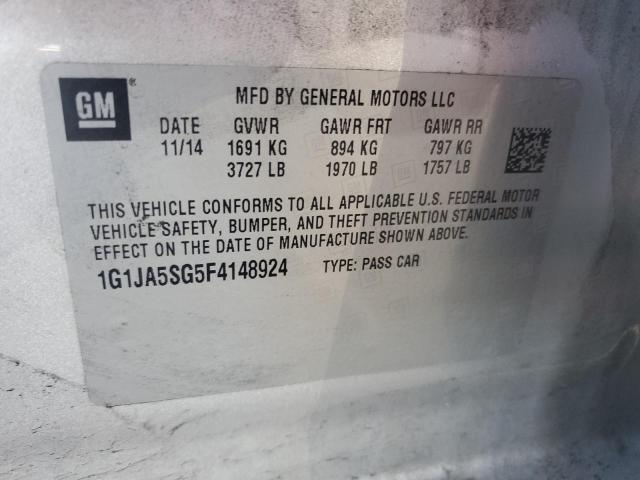 GM®
MFD BY GENERAL MOTORS LLC
DATE GVWR GAWR FRT GAWR RR
11/14 1691 KG 894 KG 797 KG
3727 LB 1970 LB 1757 LB
THIS VEHICLE CONFORMS TO ALL APPLICABLE U.S. FEDERAL MOTOR
VEHICLE SAFETY, BUMPER, AND THEFT PREVENTION STANDARDS IN
EFFECT ON THE DATE OF MANUFACTURE SHOWN ABOVE.
1G1JA5SG5F4148924 TYPE: PASS CAR